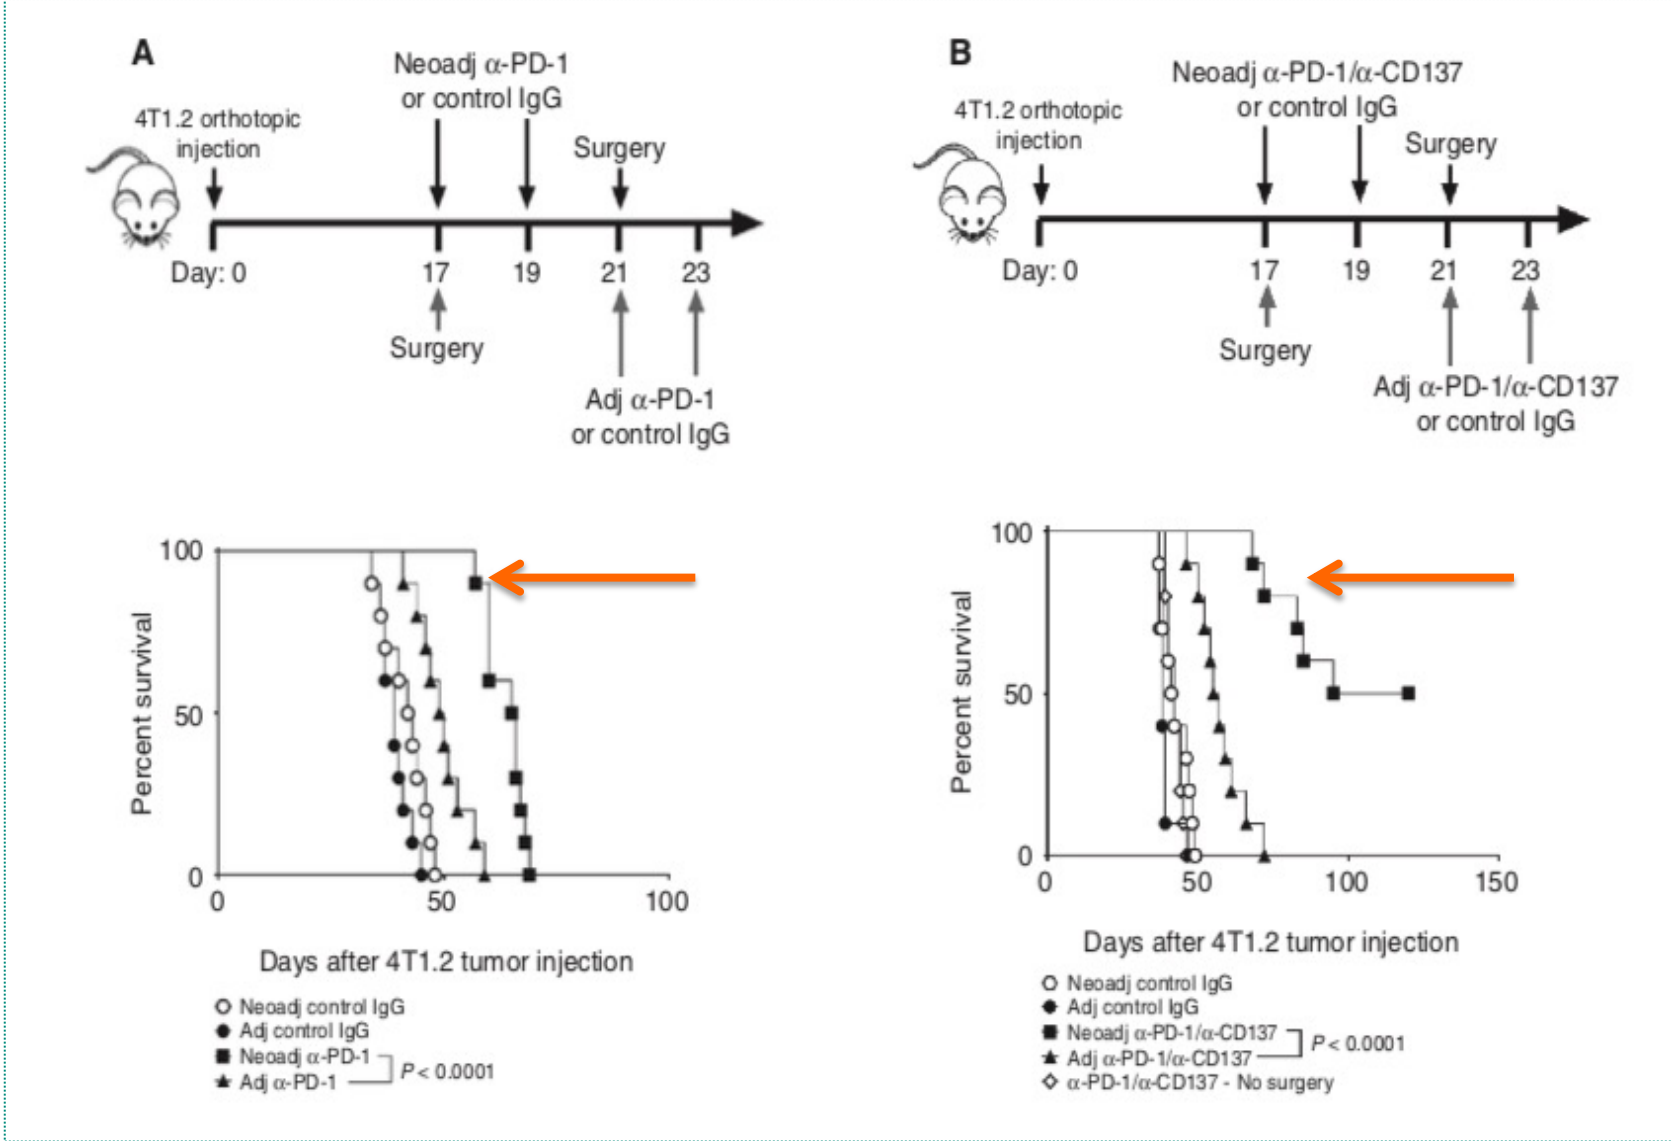 A
Neoadj α-PD-1
or control IgG
4T1.2 orthotopic
injection
Surgery
Day: 0
17
19
21
23
Surgery
Adj α-PD-1
or control IgG
100
50
0
Percent survival
0
50
100
Days after 4T1.2 tumor injection
Neoadj control IgG
Adj control IgG
Neoadj α-PD-1
Adj α-PD-1
P < 0.0001
B
Neoadj α-PD-1/α-CD137
or control IgG
4T1.2 orthotopic
injection
Surgery
Day: 0
17
19
21
23
Surgery
Adj α-PD-1/α-CD137
or control IgG
100
50
0
Percent survival
0
50
100
150
Days after 4T1.2 tumor injection
Neoadj control IgG
Adj control IgG
Neoadj α-PD-1/α-CD137
Adj α-PD-1/α-CD137
P < 0.0001
α-PD-1/α-CD137 - No surgery